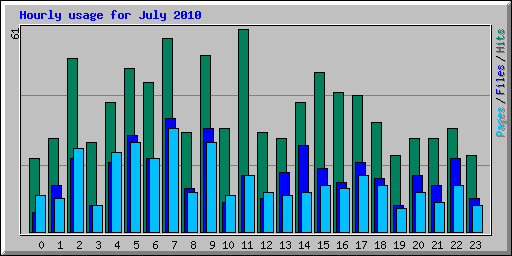 Hourly usage for July 2010
61
Pages/Files/Hits
0 1 2 3 4 5 6 7 8 9 10 11 12 13 14 15 16 17 18 19 20 21 22 23